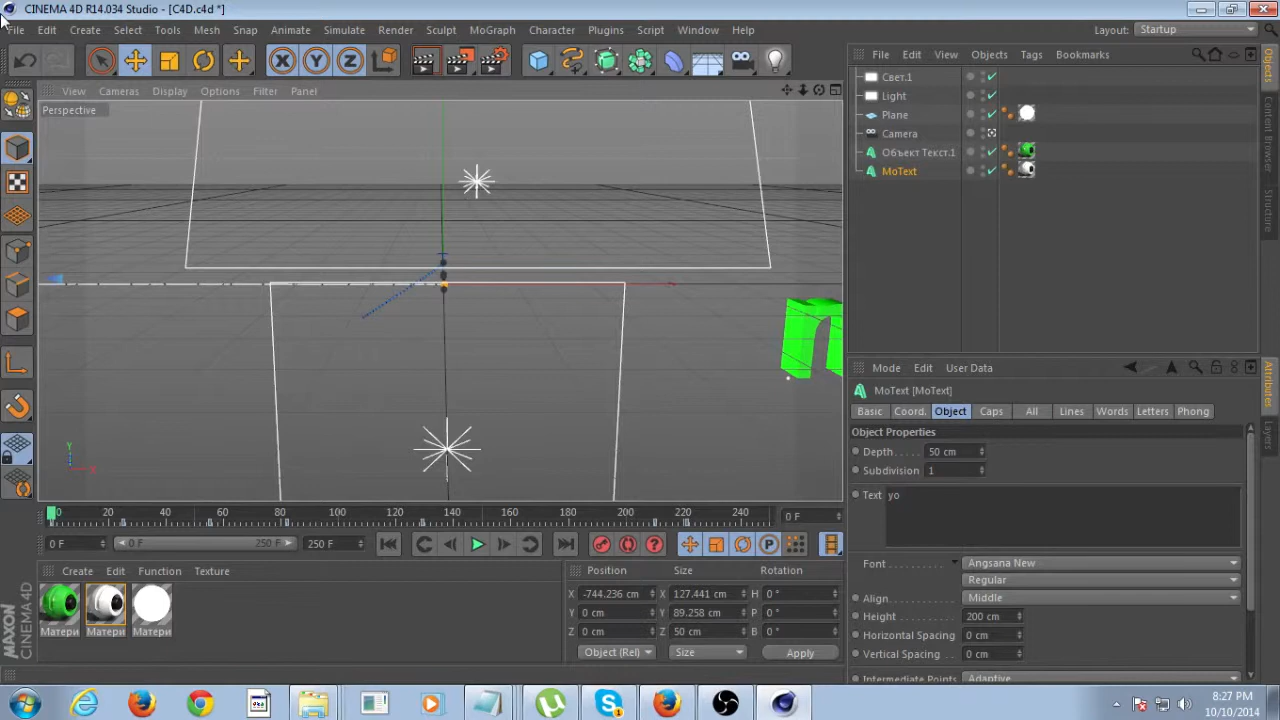 CINEMA 4D R14.034 Studio - [C4D.c4d *]
File Edit Create Select Tools Mesh Snap Animate Simulate Render Sculpt MoGraph Character Plugins Script Window Help Layout: Startup
View Cameras Display Options Filter Panel
Perspective
Y
X
File Edit View Objects Tags Bookmarks
Свет.1
Light
Plane
Camera
Объект Текст.1
MoText
Objects
Content Browser
Structure
Mode Edit User Data
MoText [MoText]
Basic Coord. Object Caps All Lines Words Letters Phong
Object Properties
Depth 50 cm
Subdivision 1
Text yo
Font Angsana New
Regular
Align Middle
Height 200 cm
Horizontal Spacing 0 cm
Vertical Spacing 0 cm
Intermediate Points Adaptive
Attributes
Layers
0 20 40 60 80 100 120 140 160 180 200 220 240 0 F
0 F 0 F 250 F 250 F
Create Edit Function Texture
Матери Матери Матери
Position Size Rotation
X -744.236 cm X 127.441 cm H 0 °
Y 0 cm Y 89.258 cm P 0 °
Z 0 cm Z 50 cm B 0 °
Object (Rel) Size Apply
MAXON
CINEMA 4D
8:27 PM
10/10/2014